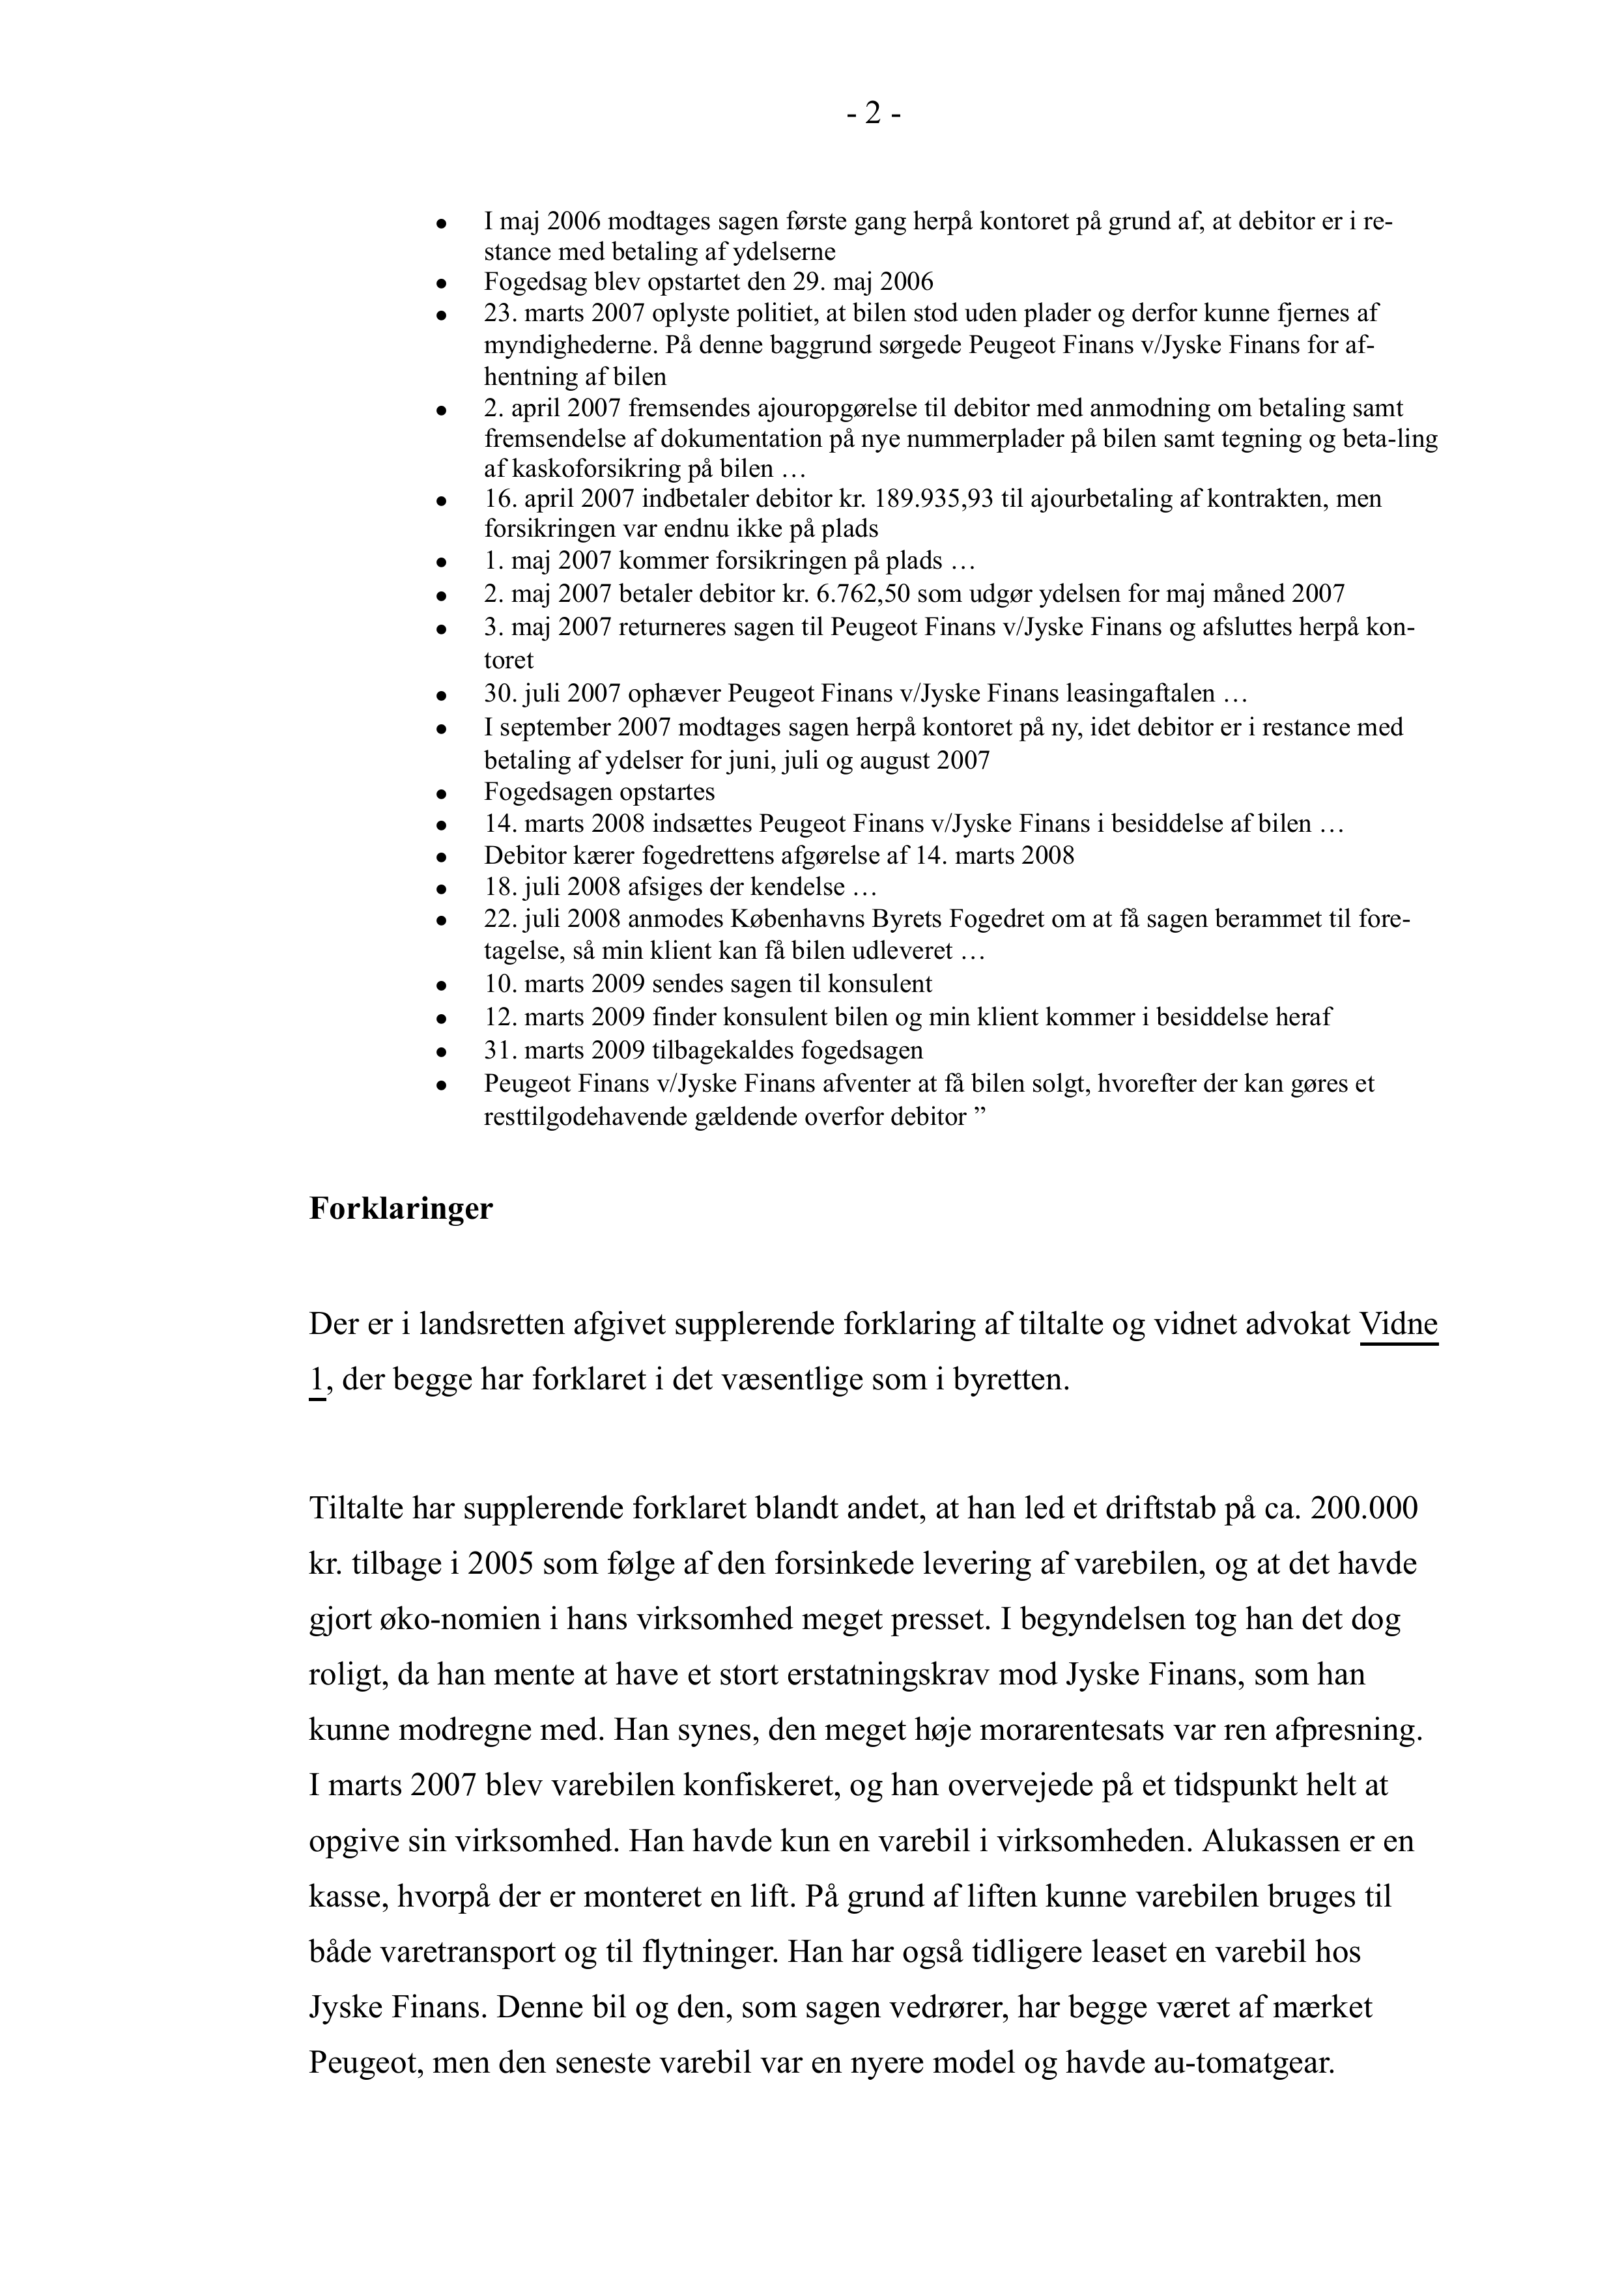 - 2 -
• I maj 2006 modtages sagen første gang herpå kontoret på grund af, at debitor er i re-
stance med betaling af ydelserne
• Fogedsag blev opstartet den 29. maj 2006
• 23. marts 2007 oplyste politiet, at bilen stod uden plader og derfor kunne fjernes af
myndighederne. På denne baggrund sørgede Peugeot Finans v/Jyske Finans for af-
hentning af bilen
• 2. april 2007 fremsendes ajouropgørelse til debitor med anmodning om betaling samt
fremsendelse af dokumentation på nye nummerplader på bilen samt tegning og beta-ling
af kaskoforsikring på bilen …
• 16. april 2007 indbetaler debitor kr. 189.935,93 til ajourbetaling af kontrakten, men
forsikringen var endnu ikke på plads
• 1. maj 2007 kommer forsikringen på plads …
• 2. maj 2007 betaler debitor kr. 6.762,50 som udgør ydelsen for maj måned 2007
• 3. maj 2007 returneres sagen til Peugeot Finans v/Jyske Finans og afsluttes herpå kon-
toret
• 30. juli 2007 ophæver Peugeot Finans v/Jyske Finans leasingaftalen …
• I september 2007 modtages sagen herpå kontoret på ny, idet debitor er i restance med
betaling af ydelser for juni, juli og august 2007
• Fogedsagen opstartes
• 14. marts 2008 indsættes Peugeot Finans v/Jyske Finans i besiddelse af bilen …
• Debitor kærer fogedrettens afgørelse af 14. marts 2008
• 18. juli 2008 afsiges der kendelse …
• 22. juli 2008 anmodes Københavns Byrets Fogedret om at få sagen berammet til fore-
tagelse, så min klient kan få bilen udleveret …
• 10. marts 2009 sendes sagen til konsulent
• 12. marts 2009 finder konsulent bilen og min klient kommer i besiddelse heraf
• 31. marts 2009 tilbagekaldes fogedsagen
• Peugeot Finans v/Jyske Finans afventer at få bilen solgt, hvorefter der kan gøres et
resttilgodehavende gældende overfor debitor ”
Forklaringer
Der er i landsretten afgivet supplerende forklaring af tiltalte og vidnet advokat Vidne
1, der begge har forklaret i det væsentlige som i byretten.
Tiltalte har supplerende forklaret blandt andet, at han led et driftstab på ca. 200.000
kr. tilbage i 2005 som følge af den forsinkede levering af varebilen, og at det havde
gjort øko-nomien i hans virksomhed meget presset. I begyndelsen tog han det dog
roligt, da han mente at have et stort erstatningskrav mod Jyske Finans, som han
kunne modregne med. Han synes, den meget høje morarentesats var ren afpresning.
I marts 2007 blev varebilen konfiskeret, og han overvejede på et tidspunkt helt at
opgive sin virksomhed. Han havde kun en varebil i virksomheden. Alukassen er en
kasse, hvorpå der er monteret en lift. På grund af liften kunne varebilen bruges til
både varetransport og til flytninger. Han har også tidligere leaset en varebil hos
Jyske Finans. Denne bil og den, som sagen vedrører, har begge været af mærket
Peugeot, men den seneste varebil var en nyere model og havde au-tomatgear.